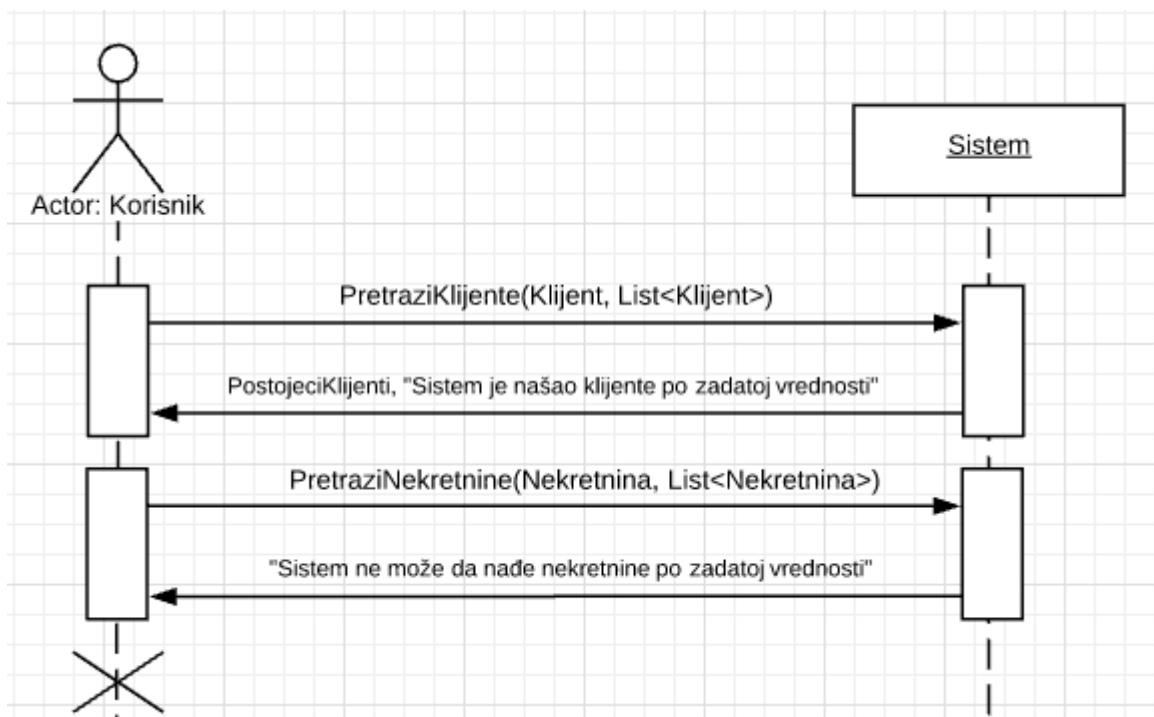 Actor: Korisnik
Sistem
PretraziKlijente(Klijent, List<Klijent>)
PostojeciKlijenti, "Sistem je našao klijente po zadatoj vrednosti"
PretraziNekretnine(Nekretnina, List<Nekretnina>)
"Sistem ne može da nađe nekretnine po zadatoj vrednosti"